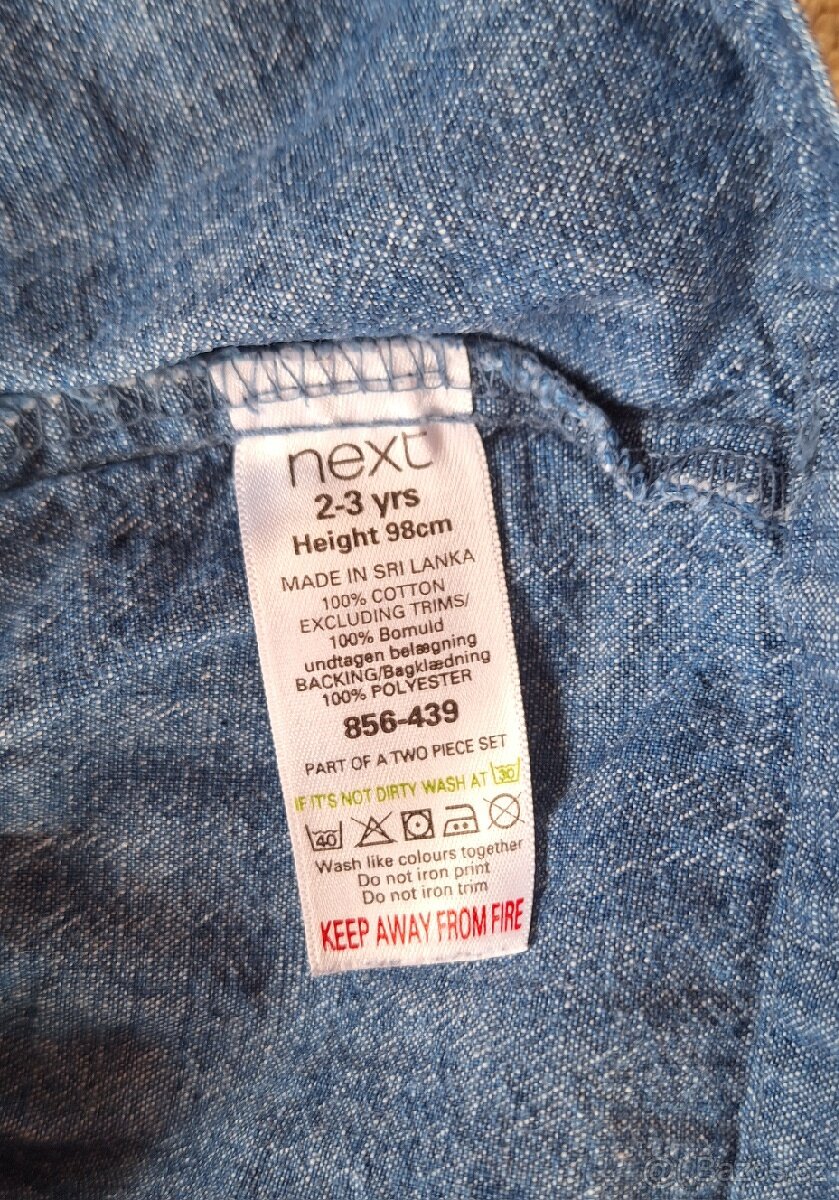 next
2-3 yrs
Height 98cm
MADE IN SRI LANKA
100% COTTON
EXCLUDING TRIMS/
100% Bomuld
undtagen belægning
BACKING/Bagklædning
100% POLYESTER
856-439
PART OF A TWO PIECE SET
IF IT'S NOT DIRTY WASH AT 30
40
Wash like colours together
Do not iron print
Do not iron trim
KEEP AWAY FROM FIRE
Bazos.cz